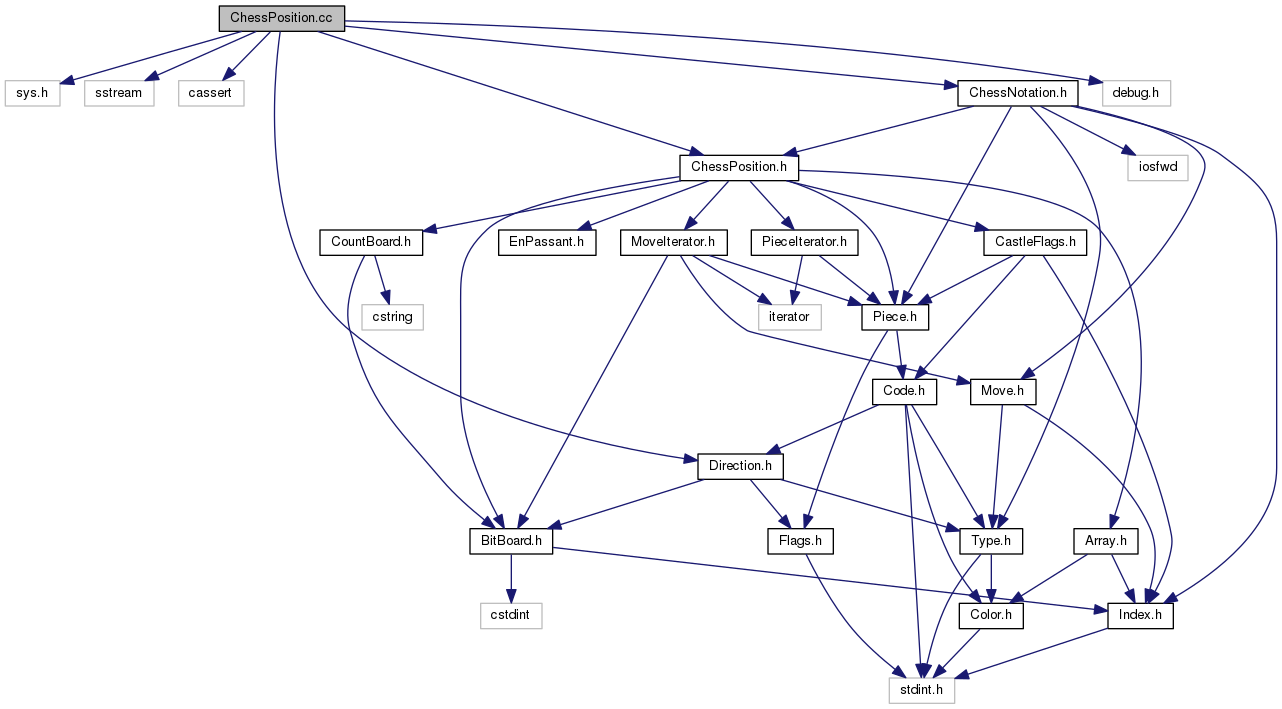 ChessPosition.cc
sys.h
sstream
cassert
ChessNotation.h
debug.h
ChessPosition.h
iosfwd
CountBoard.h
EnPassant.h
MoveIterator.h
PieceIterator.h
CastleFlags.h
cstring
iterator
Piece.h
Code.h
Move.h
Direction.h
BitBoard.h
Flags.h
Type.h
Array.h
cstdint
Color.h
Index.h
stdint.h